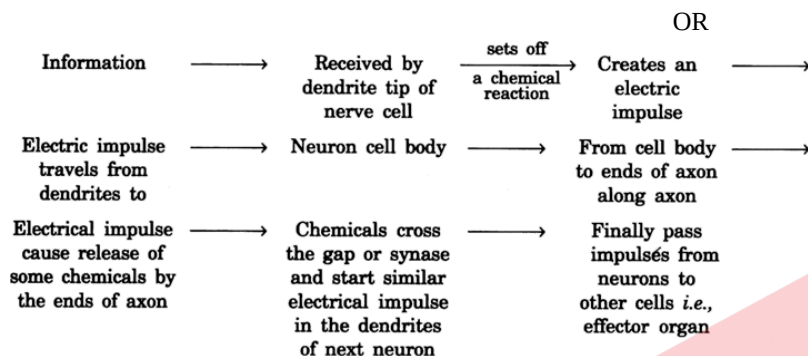 OR
Information → Received by dendrite tip of nerve cell → sets off a chemical reaction → Creates an electric impulse →
Electric impulse travels from dendrites to → Neuron cell body → From cell body to ends of axon along axon →
Electrical impulse cause release of some chemicals by the ends of axon → Chemicals cross the gap or synase and start similar electrical impulse in the dendrites of next neuron → Finally pass impulsés from neurons to other cells i.e., effector organ